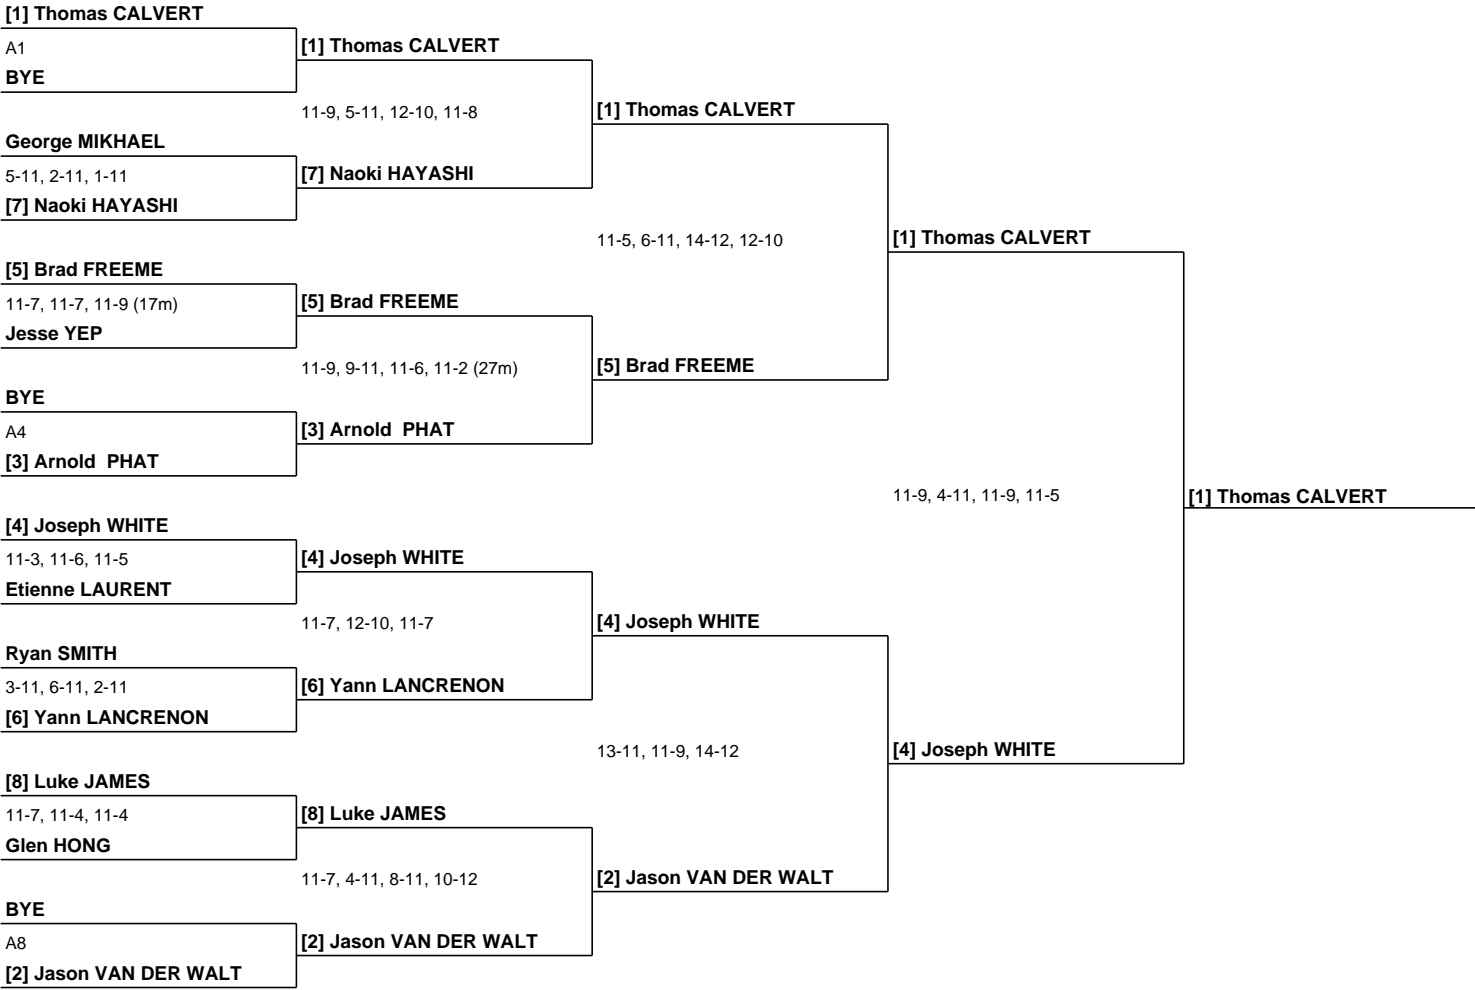 [1] Thomas CALVERT
A1
BYE
George MIKHAEL
5-11, 2-11, 1-11
[7] Naoki HAYASHI
[5] Brad FREEME
11-7, 11-7, 11-9 (17m)
Jesse YEP
BYE
A4
[3] Arnold  PHAT
[4] Joseph WHITE
11-3, 11-6, 11-5
Etienne LAURENT
Ryan SMITH
3-11, 6-11, 2-11
[6] Yann LANCRENON
[8] Luke JAMES
11-7, 11-4, 11-4
Glen HONG
BYE
A8
[2] Jason VAN DER WALT
[1] Thomas CALVERT
11-9, 5-11, 12-10, 11-8
[7] Naoki HAYASHI
[5] Brad FREEME
11-9, 9-11, 11-6, 11-2 (27m)
[3] Arnold  PHAT
[4] Joseph WHITE
11-7, 12-10, 11-7
[6] Yann LANCRENON
[8] Luke JAMES
11-7, 4-11, 8-11, 10-12
[2] Jason VAN DER WALT
[1] Thomas CALVERT
11-5, 6-11, 14-12, 12-10
[5] Brad FREEME
[4] Joseph WHITE
13-11, 11-9, 14-12
[2] Jason VAN DER WALT
[1] Thomas CALVERT
11-9, 4-11, 11-9, 11-5
[4] Joseph WHITE
[1] Thomas CALVERT